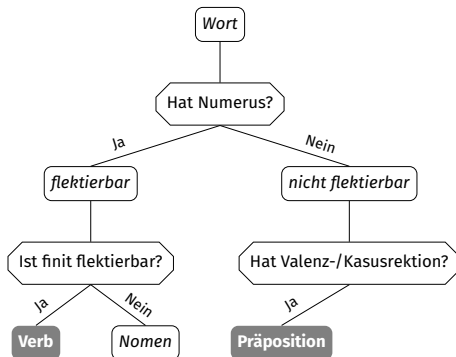 Wort
Hat Numerus?
Ja
Nein
flektierbar
nicht flektierbar
Ist finit flektierbar?
Hat Valenz-/Kasusrektion?
Ja
Nein
Ja
Verb
Nomen
Präposition